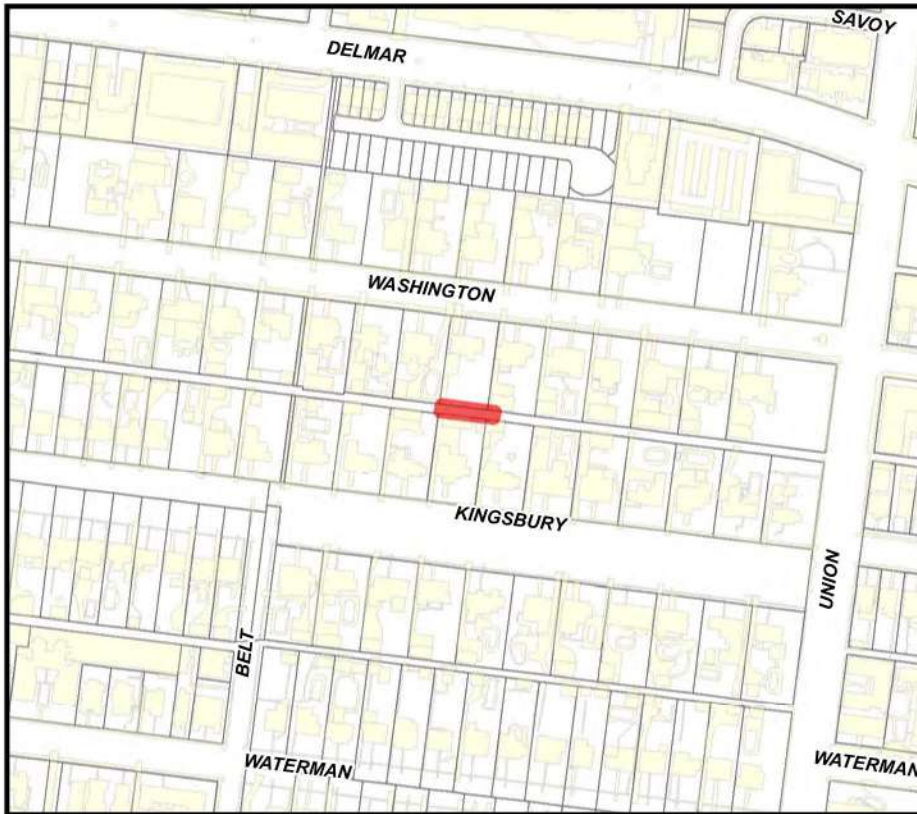 SAVOY
DELMAR
WASHINGTON
KINGSBURY
UNION
BELT
WATERMAN
WATERMAN